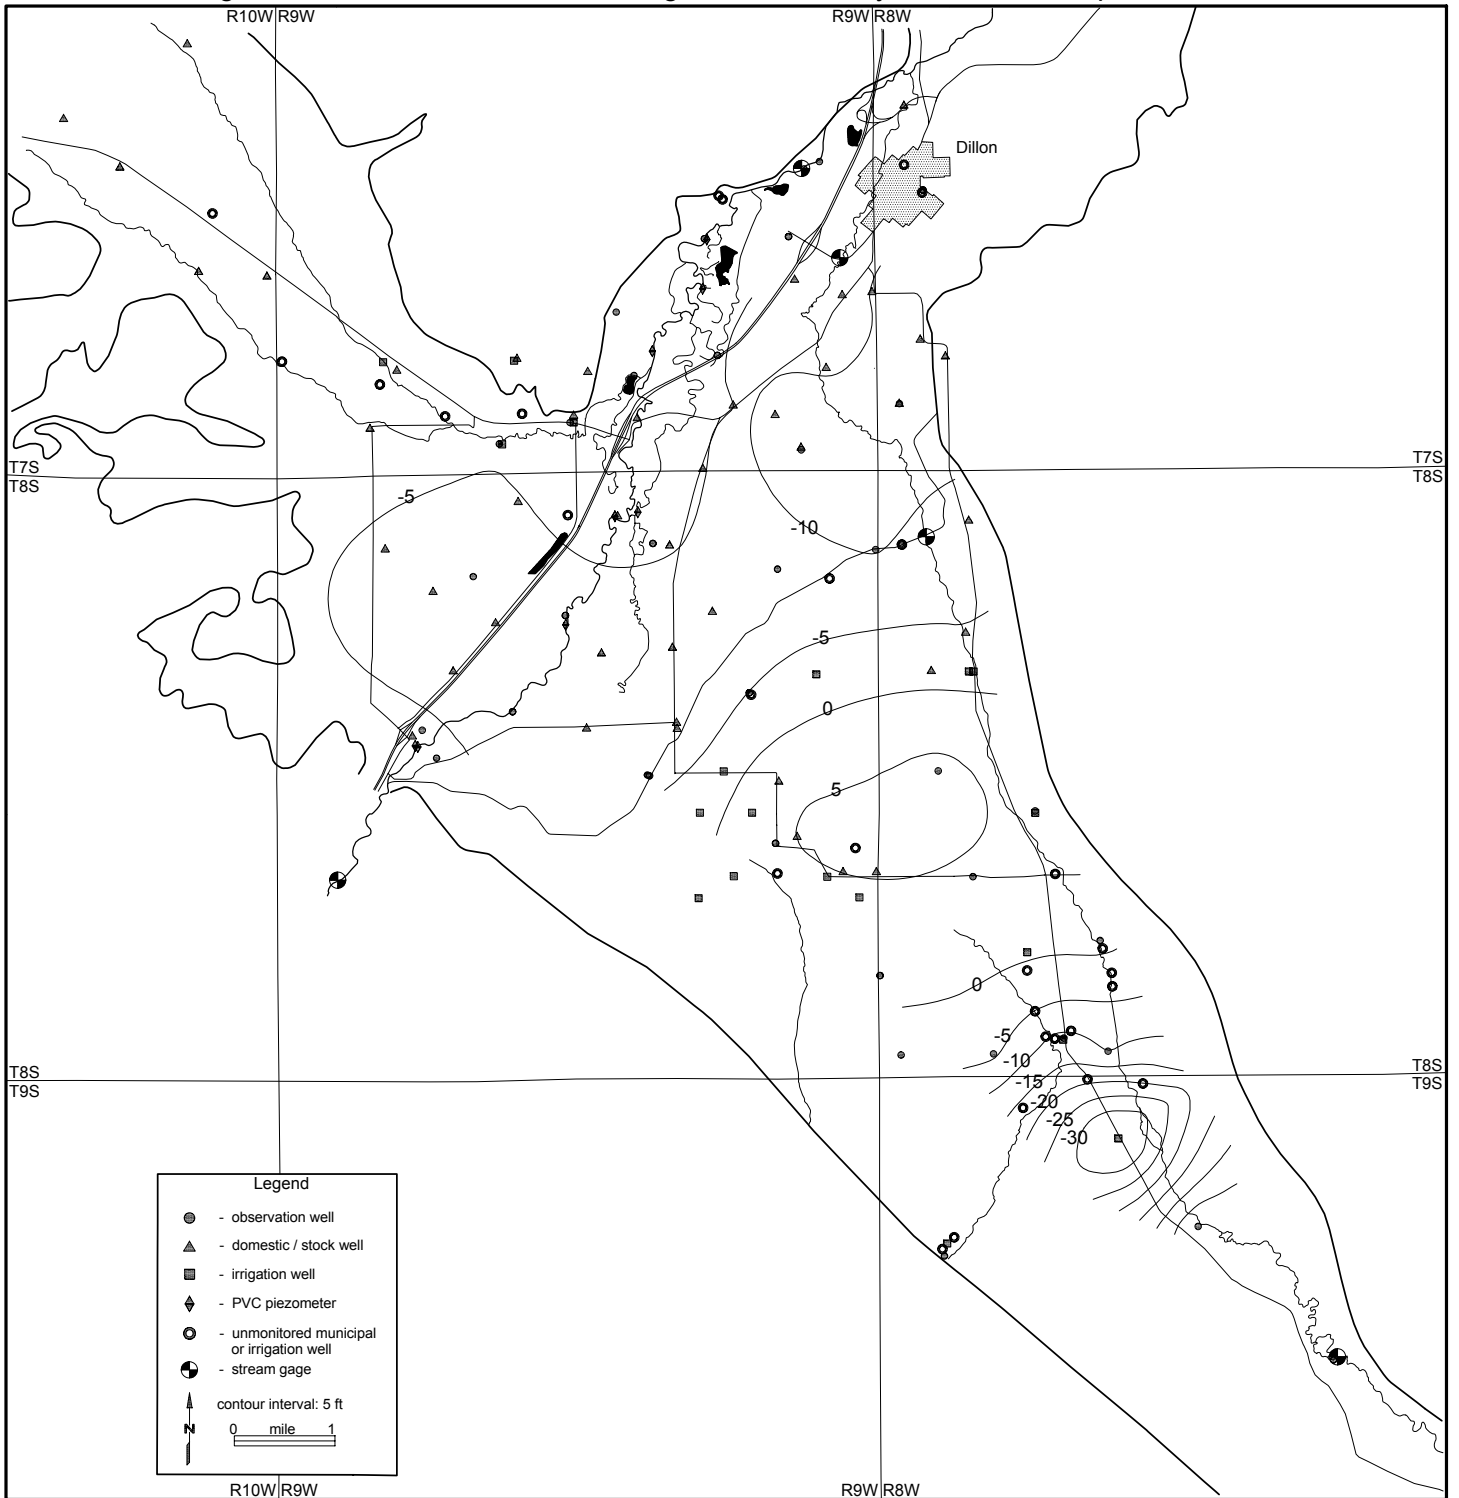 R10W R9W
R9W R8W
Dillon
T7S
T8S
T7S
T8S
-5
-10
-5
0
5
0
-5
-10
-15
-20
-25
-30
T8S
T9S
T8S
T9S
Legend
- observation well
- domestic / stock well
- irrigation well
- PVC piezometer
- unmonitored municipal
or irrigation well
- stream gage
contour interval: 5 ft
N
0 mile 1
R10W R9W
R9W R8W